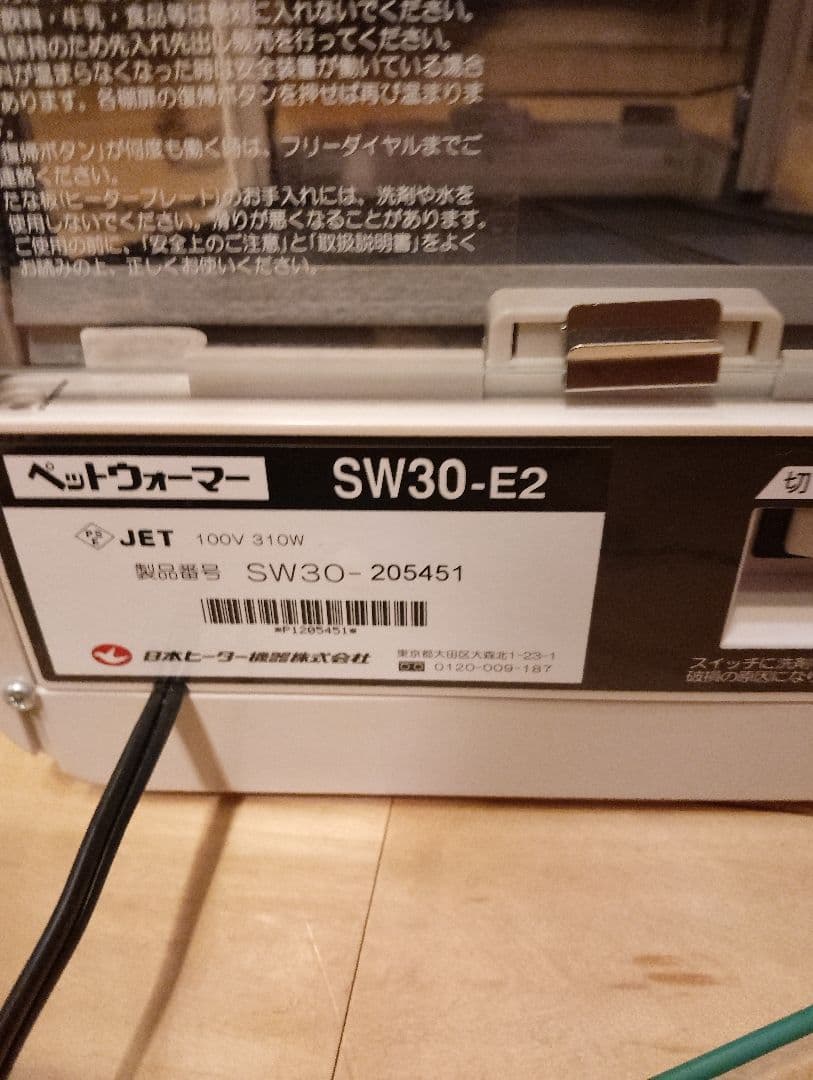 飲料・牛乳・食品等は絶対に入れないでください。
保持のため先入れ先出し販売を行ってください。
が温まらなくなった時は安全装置が働いている場合
あります。各棚扉の復帰ボタンを押せば再び温まりま
す。
復帰ボタン」が何度も働く時は、フリーダイヤルまでご
連絡ください。
たな板(ヒータープレート)のお手入れには、洗剤や水を
使用しないでください。滑りが悪くなることがあります。
ご使用の前に、「安全上のご注意」と「取扱説明書」をよく
お読みの上、正しくお使いください。
ペットウォーマー SW30-E2
切
PSE JET 100V 310W
製品番号 SW30-205451
*P1205451*
日本ヒーター機器株式会社
東京都大田区大森北1-23-1
0120-009-187
スイッチに洗剤
破損の原因にな